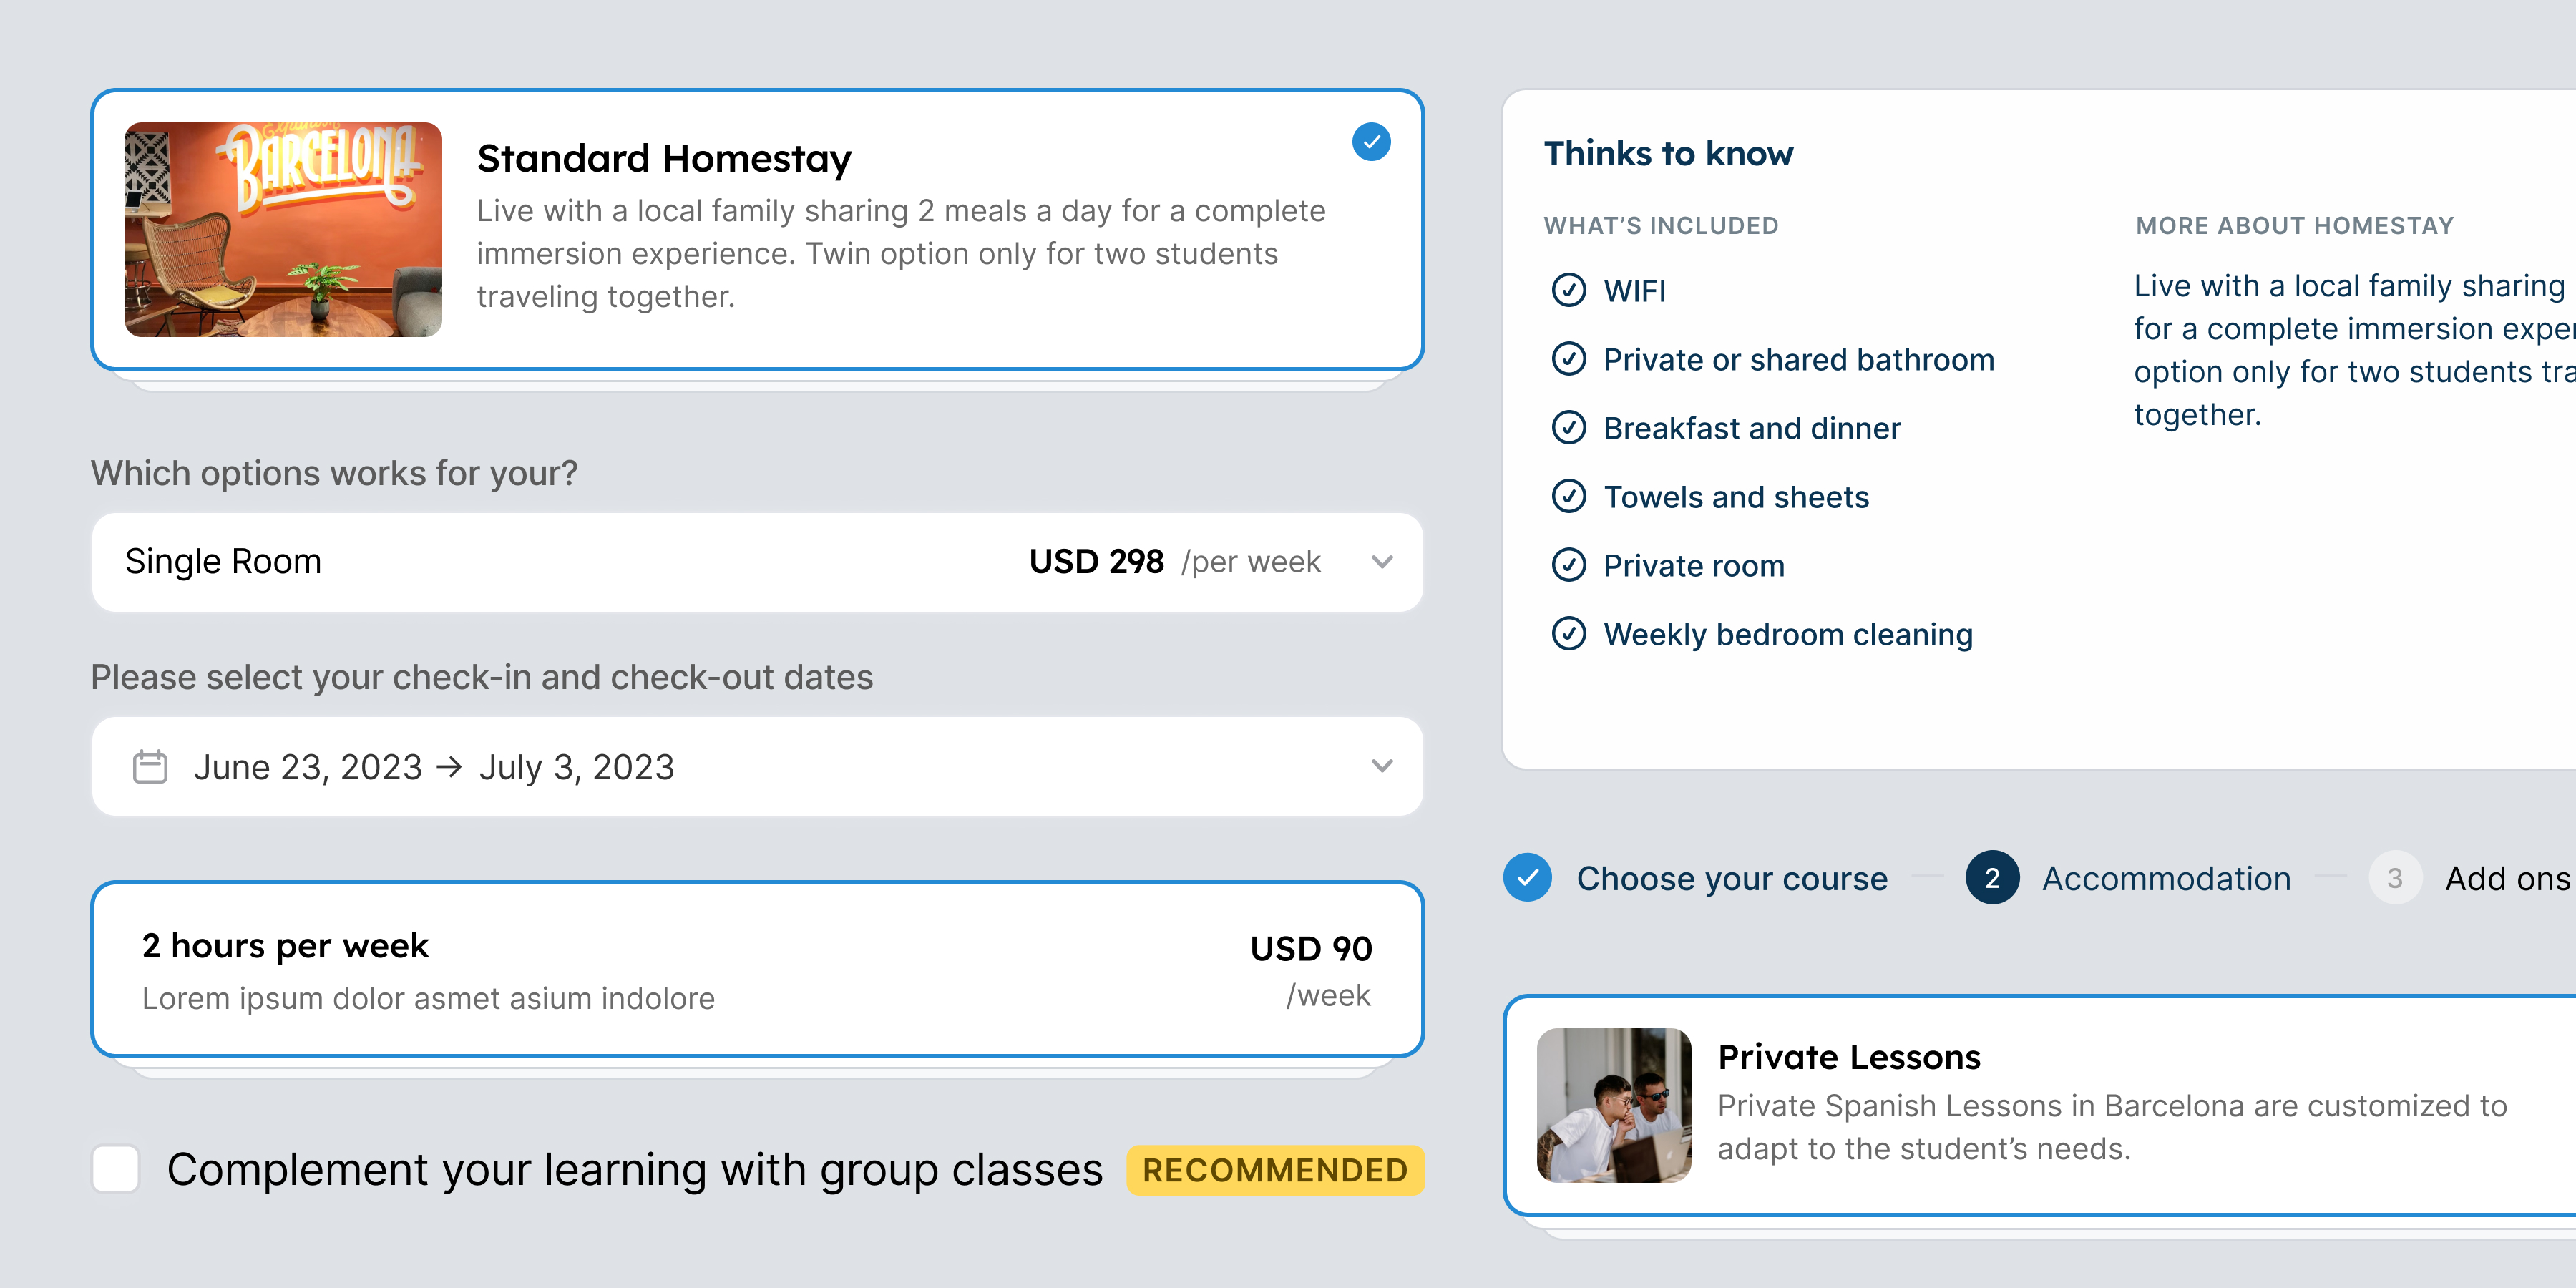 Expanish
BARCELONA
Standard Homestay
Live with a local family sharing 2 meals a day for a complete
immersion experience. Twin option only for two students
traveling together.
Which options works for your?
Single Room USD 298 /per week
Please select your check-in and check-out dates
June 23, 2023 → July 3, 2023
2 hours per week USD 90
Lorem ipsum dolor asmet asium indolore /week
Complement your learning with group classes RECOMMENDED
Thinks to know
WHAT’S INCLUDED
WIFI
Private or shared bathroom
Breakfast and dinner
Towels and sheets
Private room
Weekly bedroom cleaning
MORE ABOUT HOMESTAY
Live with a local family sharing
for a complete immersion exper
option only for two students tra
together.
Choose your course 2 Accommodation 3 Add ons
Private Lessons
Private Spanish Lessons in Barcelona are customized to
adapt to the student’s needs.